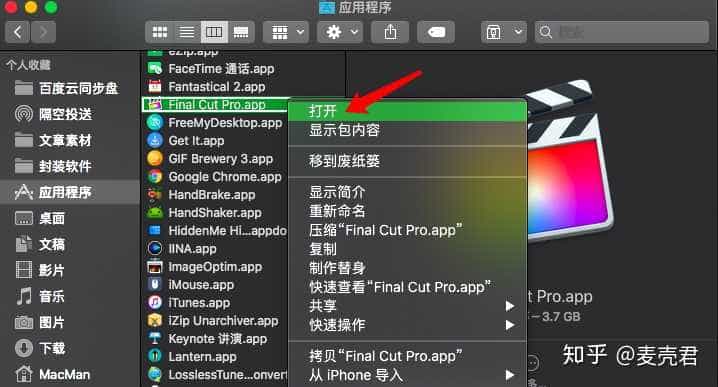 应用程序
搜索
个人收藏
百度云同步盘
隔空投送
文章素材
封装软件
应用程序
桌面
文稿
影片
音乐
图片
下载
MacMan
eZip.app
FaceTime 通话.app
Fantastical 2.app
Final Cut Pro.app
FreeMyDesktop.app
Get It.app
GIF Brewery 3.app
Google Chrome.app
HandBrake.app
HandShaker.app
HiddenMe Hi...appdo
IINA.app
ImageOptim.app
iMouse.app
iTunes.app
iZip Unarchiver.app
Keynote 讲演.app
Lantern.app
LosslessTune...onvert
打开
显示包内容
移到废纸篓
显示简介
重新命名
压缩“Final Cut Pro.app”
复制
制作替身
快速查看“Final Cut Pro.app”
共享
快速操作
拷贝“Final Cut Pro.app”
从 iPhone 导入
t Pro.app
– 3.7 GB
多...
知乎 @麦壳君